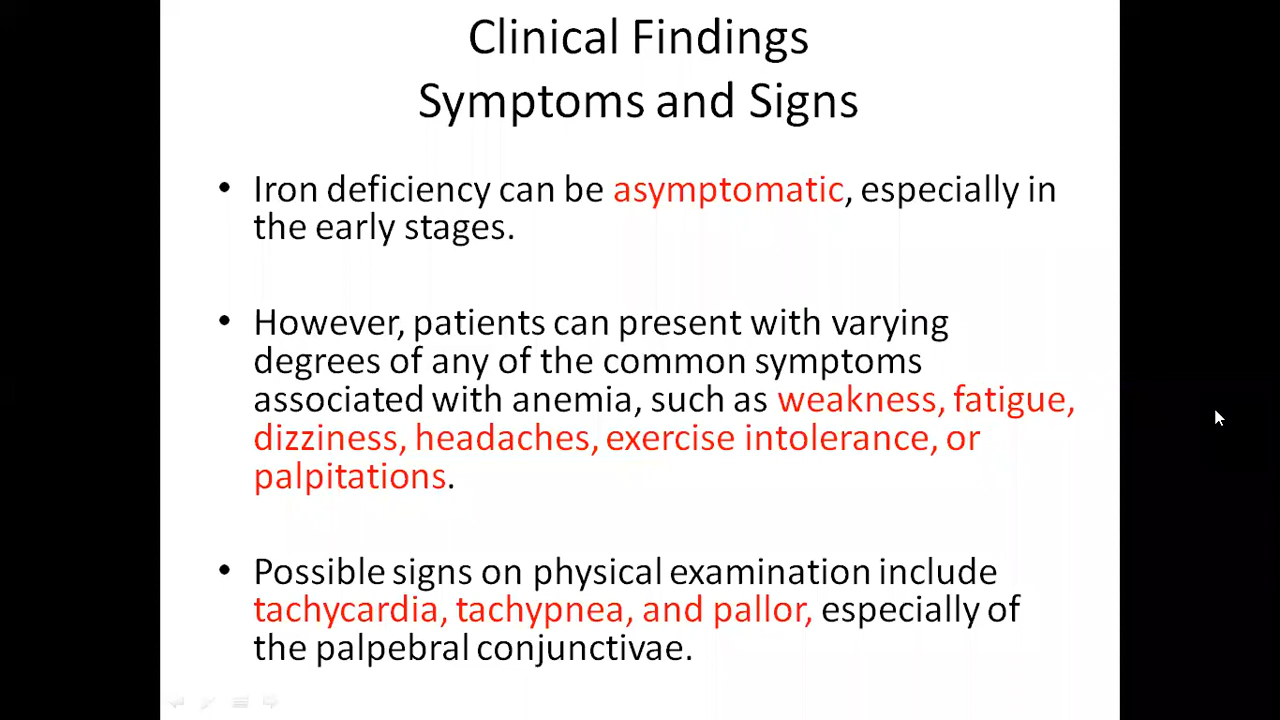 Clinical Findings
Symptoms and Signs
• Iron deficiency can be asymptomatic, especially in
the early stages.
• However, patients can present with varying
degrees of any of the common symptoms
associated with anemia, such as weakness, fatigue,
dizziness, headaches, exercise intolerance, or
palpitations.
• Possible signs on physical examination include
tachycardia, tachypnea, and pallor, especially of
the palpebral conjunctivae.